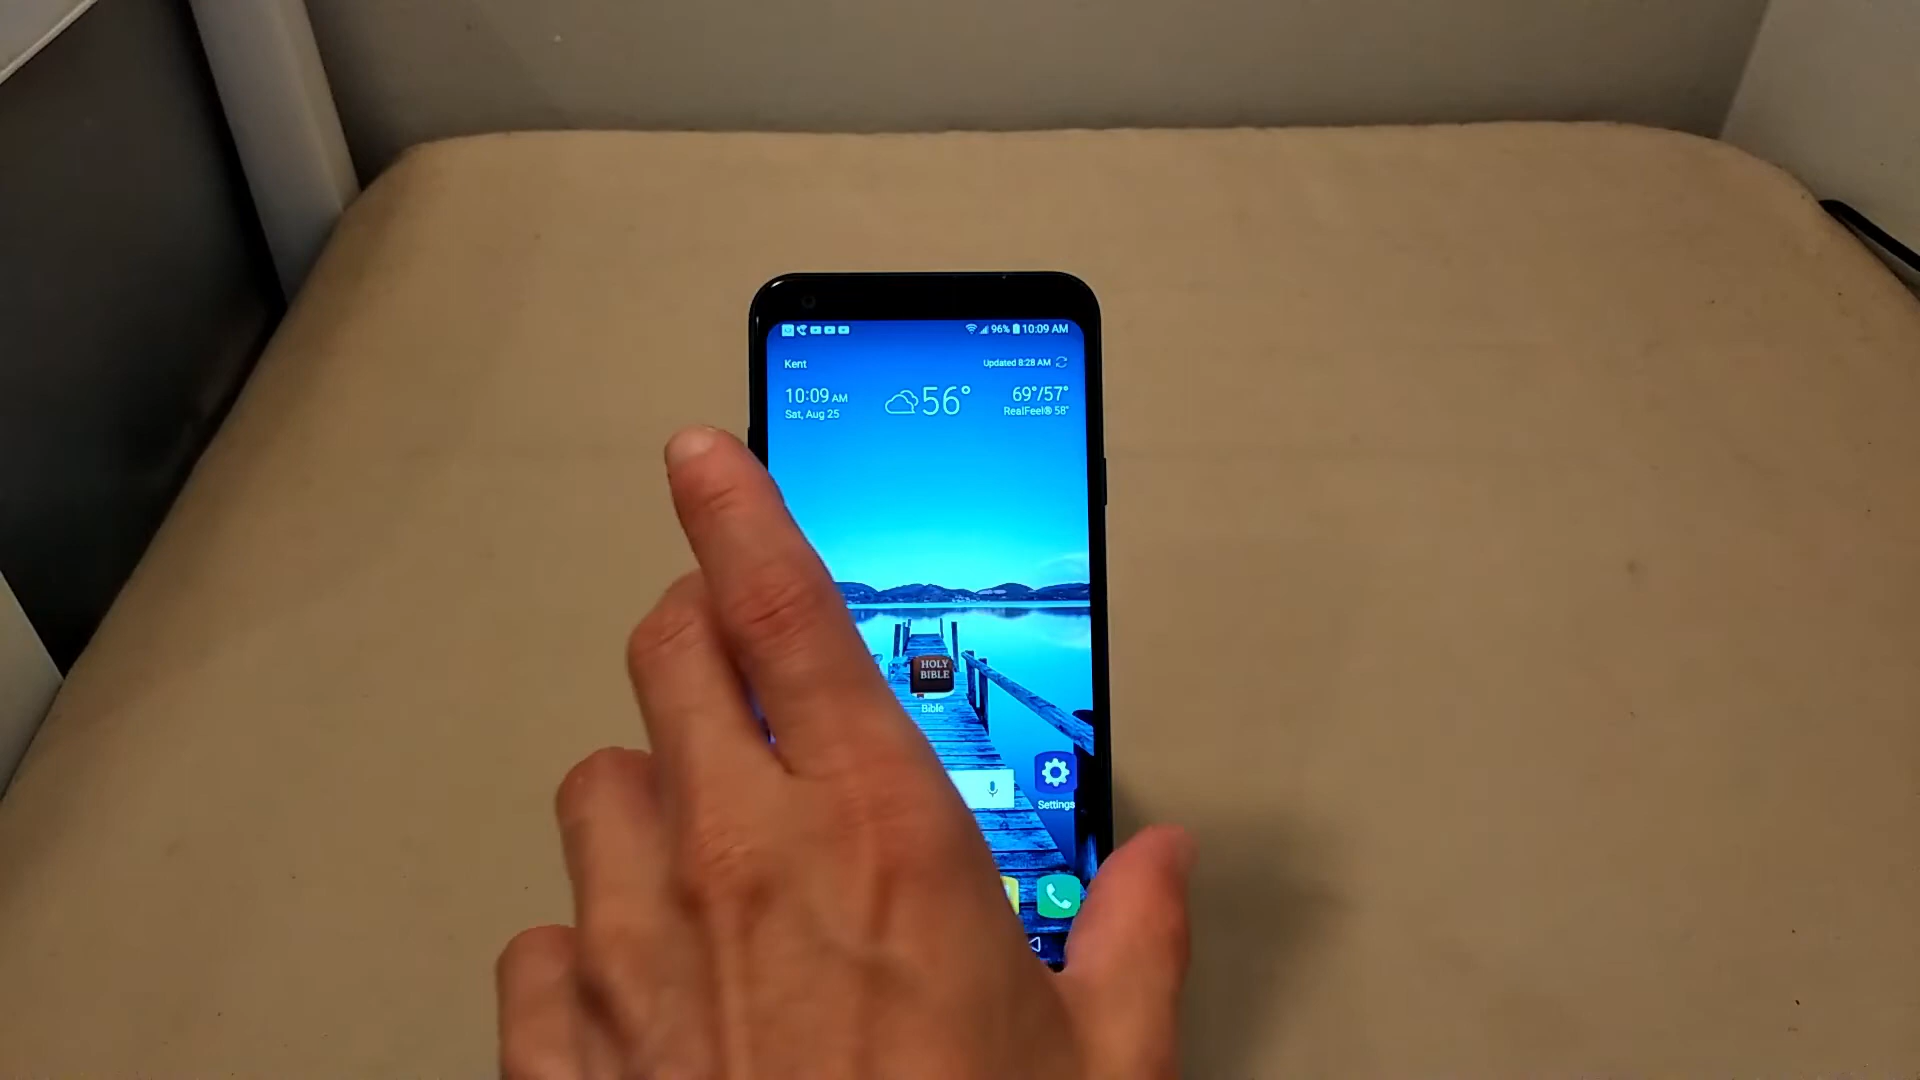 96% 10:09 AM
Kent
Updated 8:28 AM
10:09 AM
Sat, Aug 25
56°
69°/57°
RealFeel® 58°
HOLY
BIBLE
Bible
Settings